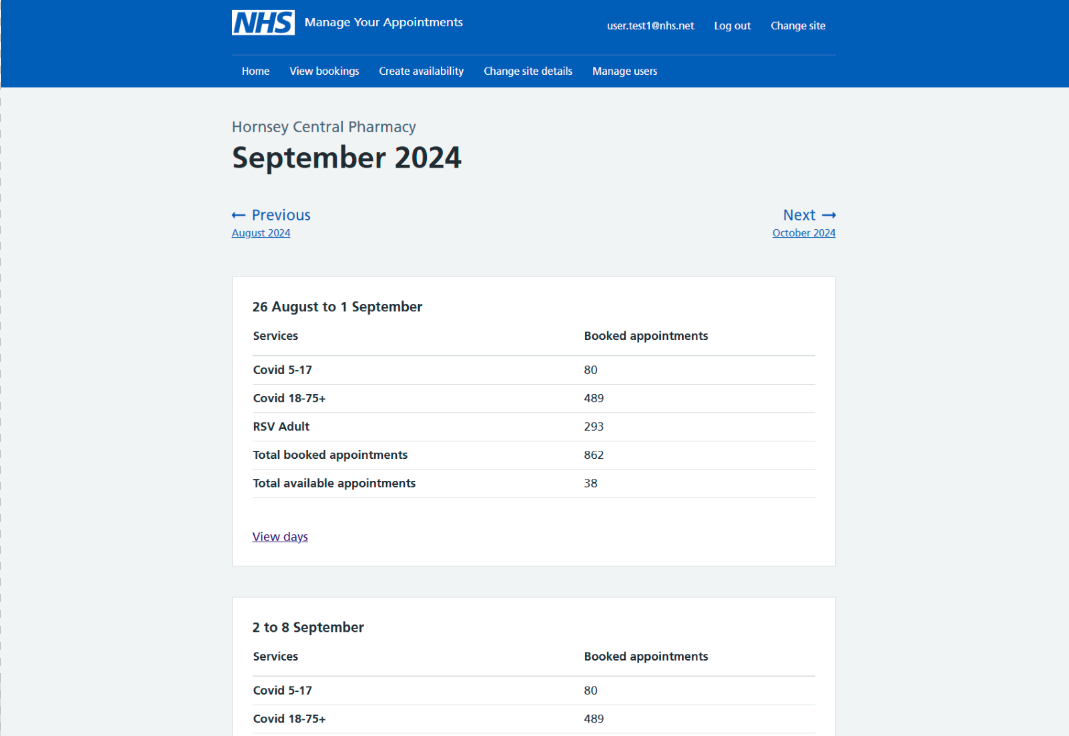 NHS Manage Your Appointments
user.test1@nhs.net Log out Change site
Home View bookings Create availability Change site details Manage users
Hornsey Central Pharmacy
September 2024
← Previous
August 2024
Next →
October 2024
26 August to 1 September
Services Booked appointments
Covid 5-17 80
Covid 18-75+ 489
RSV Adult 293
Total booked appointments 862
Total available appointments 38
View days
2 to 8 September
Services Booked appointments
Covid 5-17 80
Covid 18-75+ 489